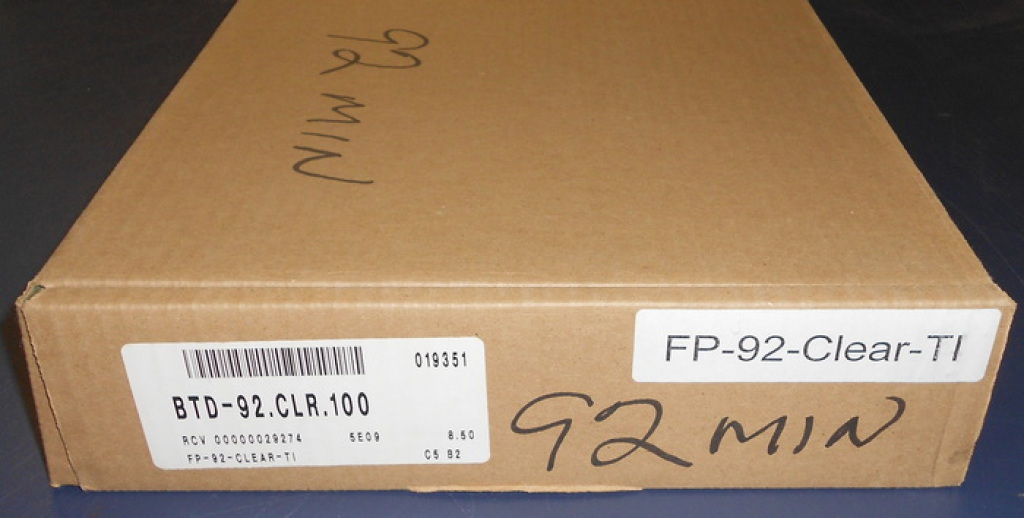 92 MIN
019351
BTD-92.CLR.100
RCV 00000029274 5E09 8.50
FP-92-CLEAR-TI C5 B2
FP-92-Clear-TI
92 MIN